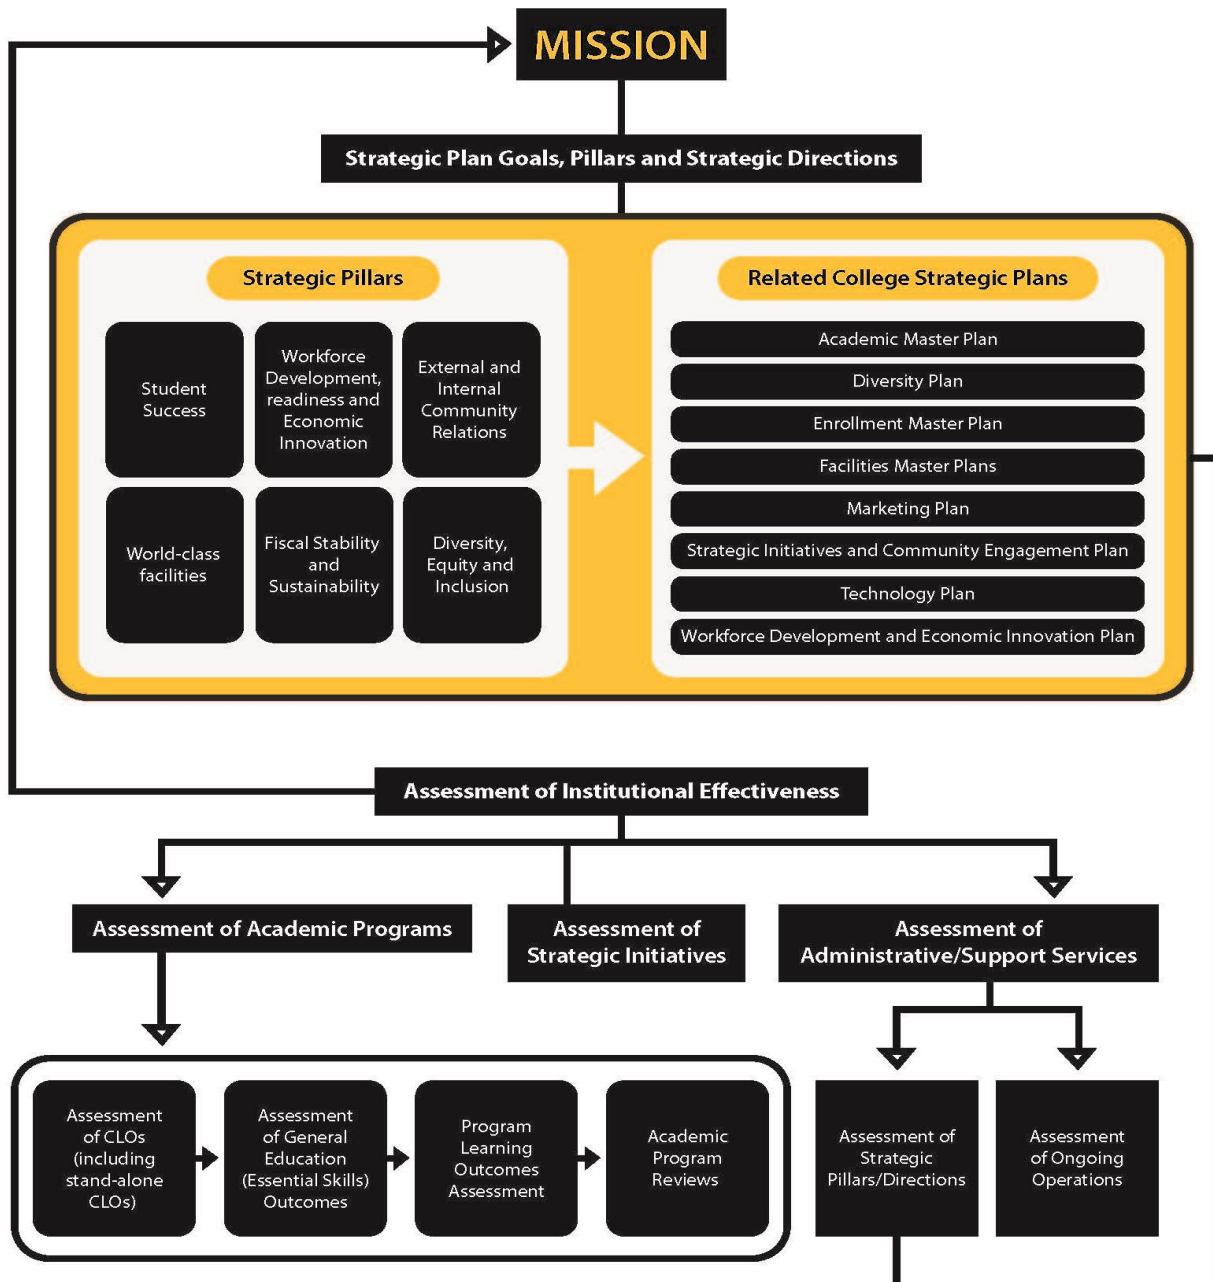 MISSION
Strategic Plan Goals, Pillars and Strategic Directions
Strategic Pillars
Student
Success
Workforce
Development,
readiness and
Economic
Innovation
External and
Internal
Community
Relations
World-class
facilities
Fiscal Stability
and
Sustainability
Diversity,
Equity and
Inclusion
Related College Strategic Plans
Academic Master Plan
Diversity Plan
Enrollment Master Plan
Facilities Master Plans
Marketing Plan
Strategic Initiatives and Community Engagement Plan
Technology Plan
Workforce Development and Economic Innovation Plan
Assessment of Institutional Effectiveness
Assessment of Academic Programs
Assessment of
Strategic Initiatives
Assessment of
Administrative/Support Services
Assessment
of CLOs
(including
stand-alone
CLOs)
Assessment
of General
Education
(Essential Skills)
Outcomes
Program
Learning
Outcomes
Assessment
Academic
Program
Reviews
Assessment of
Strategic
Pillars/Directions
Assessment
of Ongoing
Operations